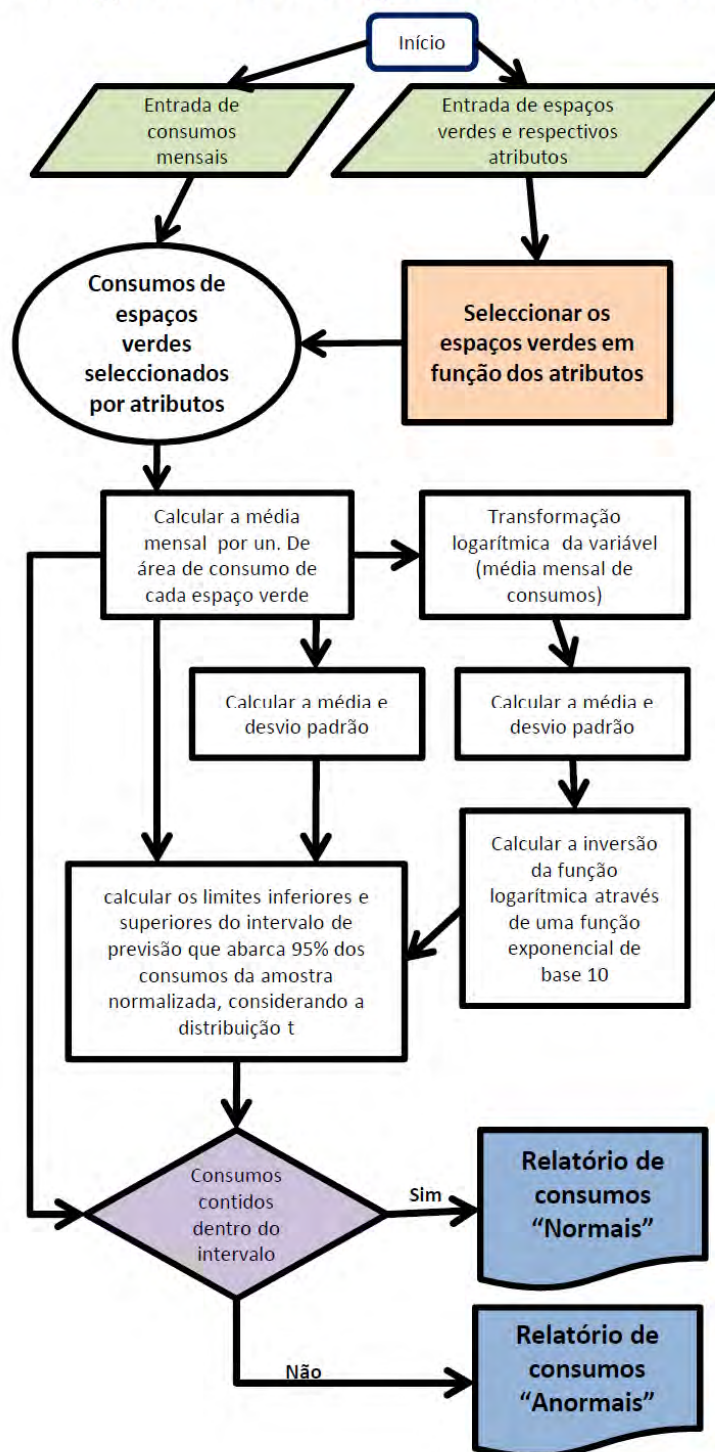 Início
Entrada de
consumos
mensais
Entrada de espaços
verdes e respectivos
atributos
Consumos de
espaços
verdes
seleccionados
por atributos
Seleccionar os
espaços verdes em
função dos atributos
Calcular a média
mensal por un. De
área de consumo de
cada espaço verde
Transformação
logarítmica da variável
(média mensal de
consumos)
Calcular a média e
desvio padrão
Calcular a média e
desvio padrão
calcular os limites inferiores e
superiores do intervalo de
previsão que abarca 95% dos
consumos da amostra
normalizada, considerando a
distribuição t
Calcular a inversão
da função
logarítmica através
de uma função
exponencial de
base 10
Consumos
contidos
dentro do
intervalo
Sim
Relatório de
consumos
“Normais”
Não
Relatório de
consumos
“Anormais”